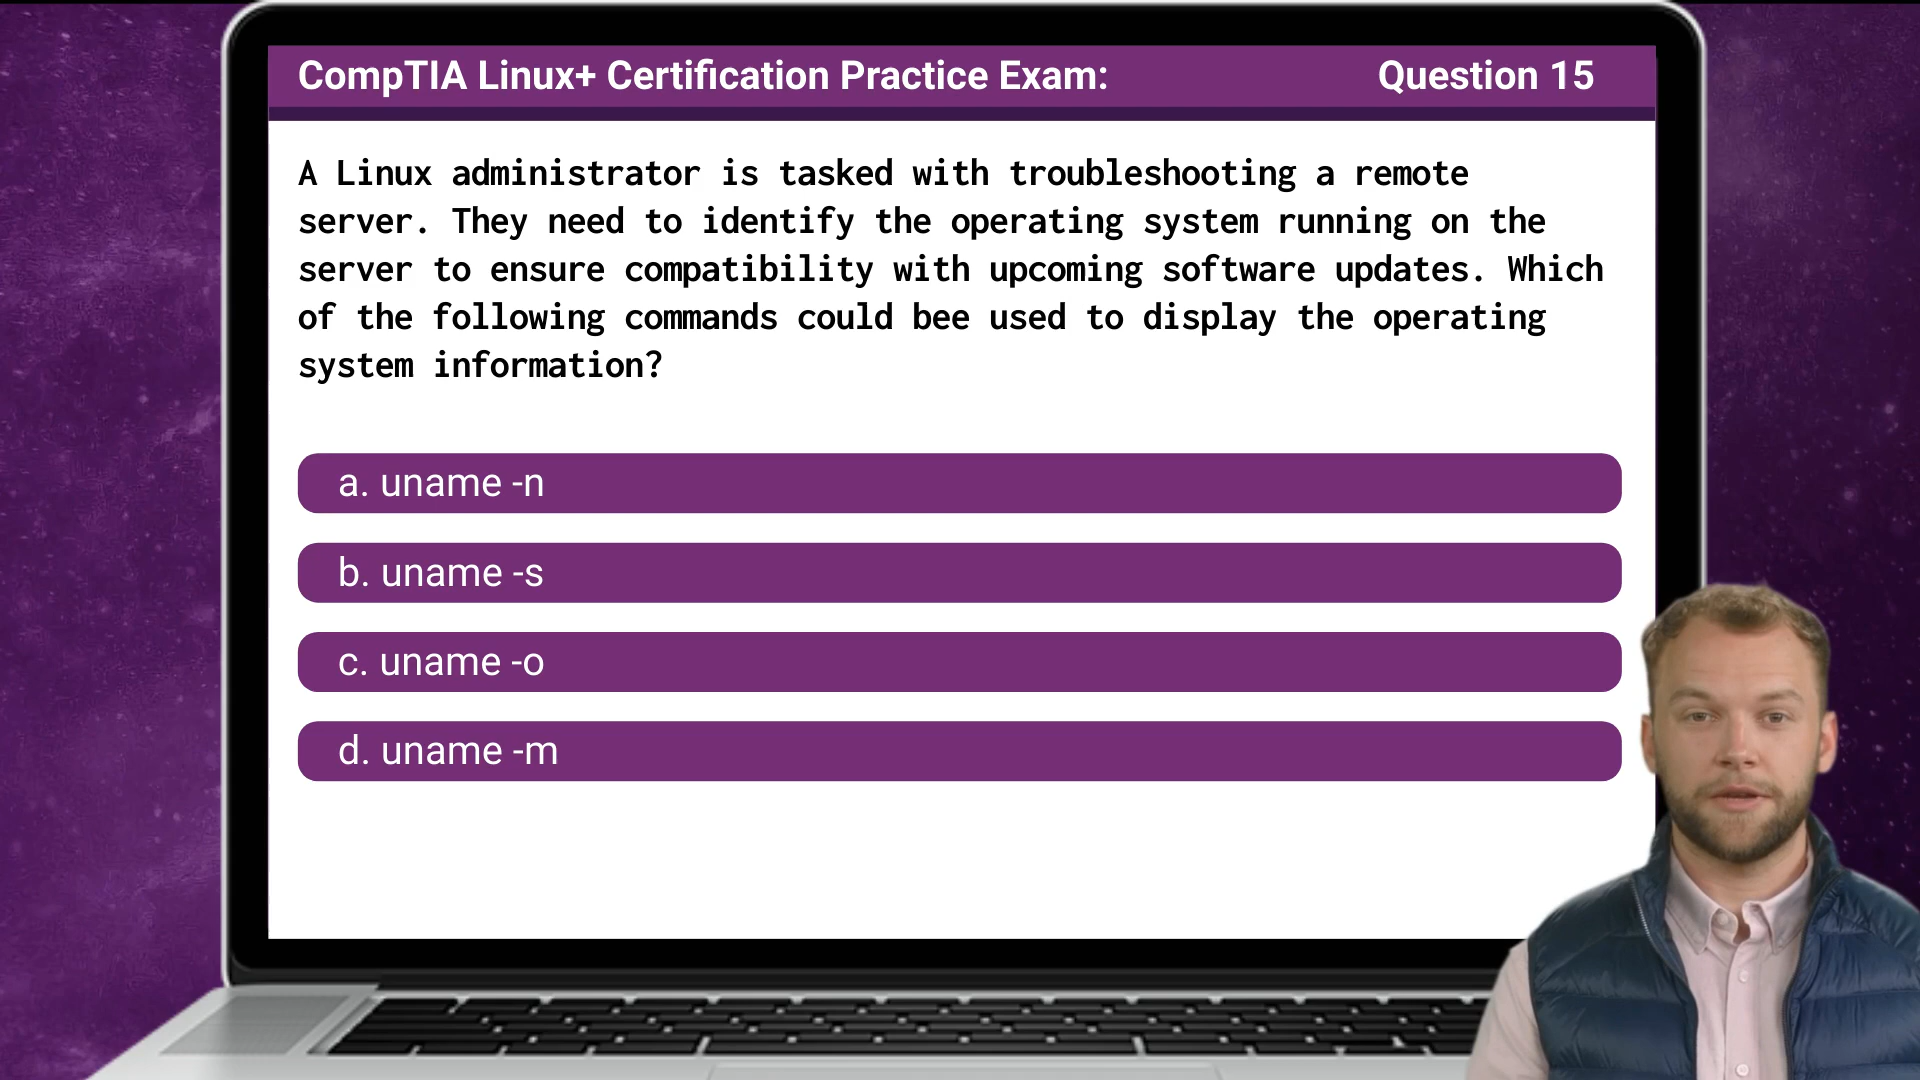 CompTIA Linux+ Certification Practice Exam: Question 15
A Linux administrator is tasked with troubleshooting a remote
server. They need to identify the operating system running on the
server to ensure compatibility with upcoming software updates. Which
of the following commands could bee used to display the operating
system information?
a. uname -n
b. uname -s
c. uname -o
d. uname -m